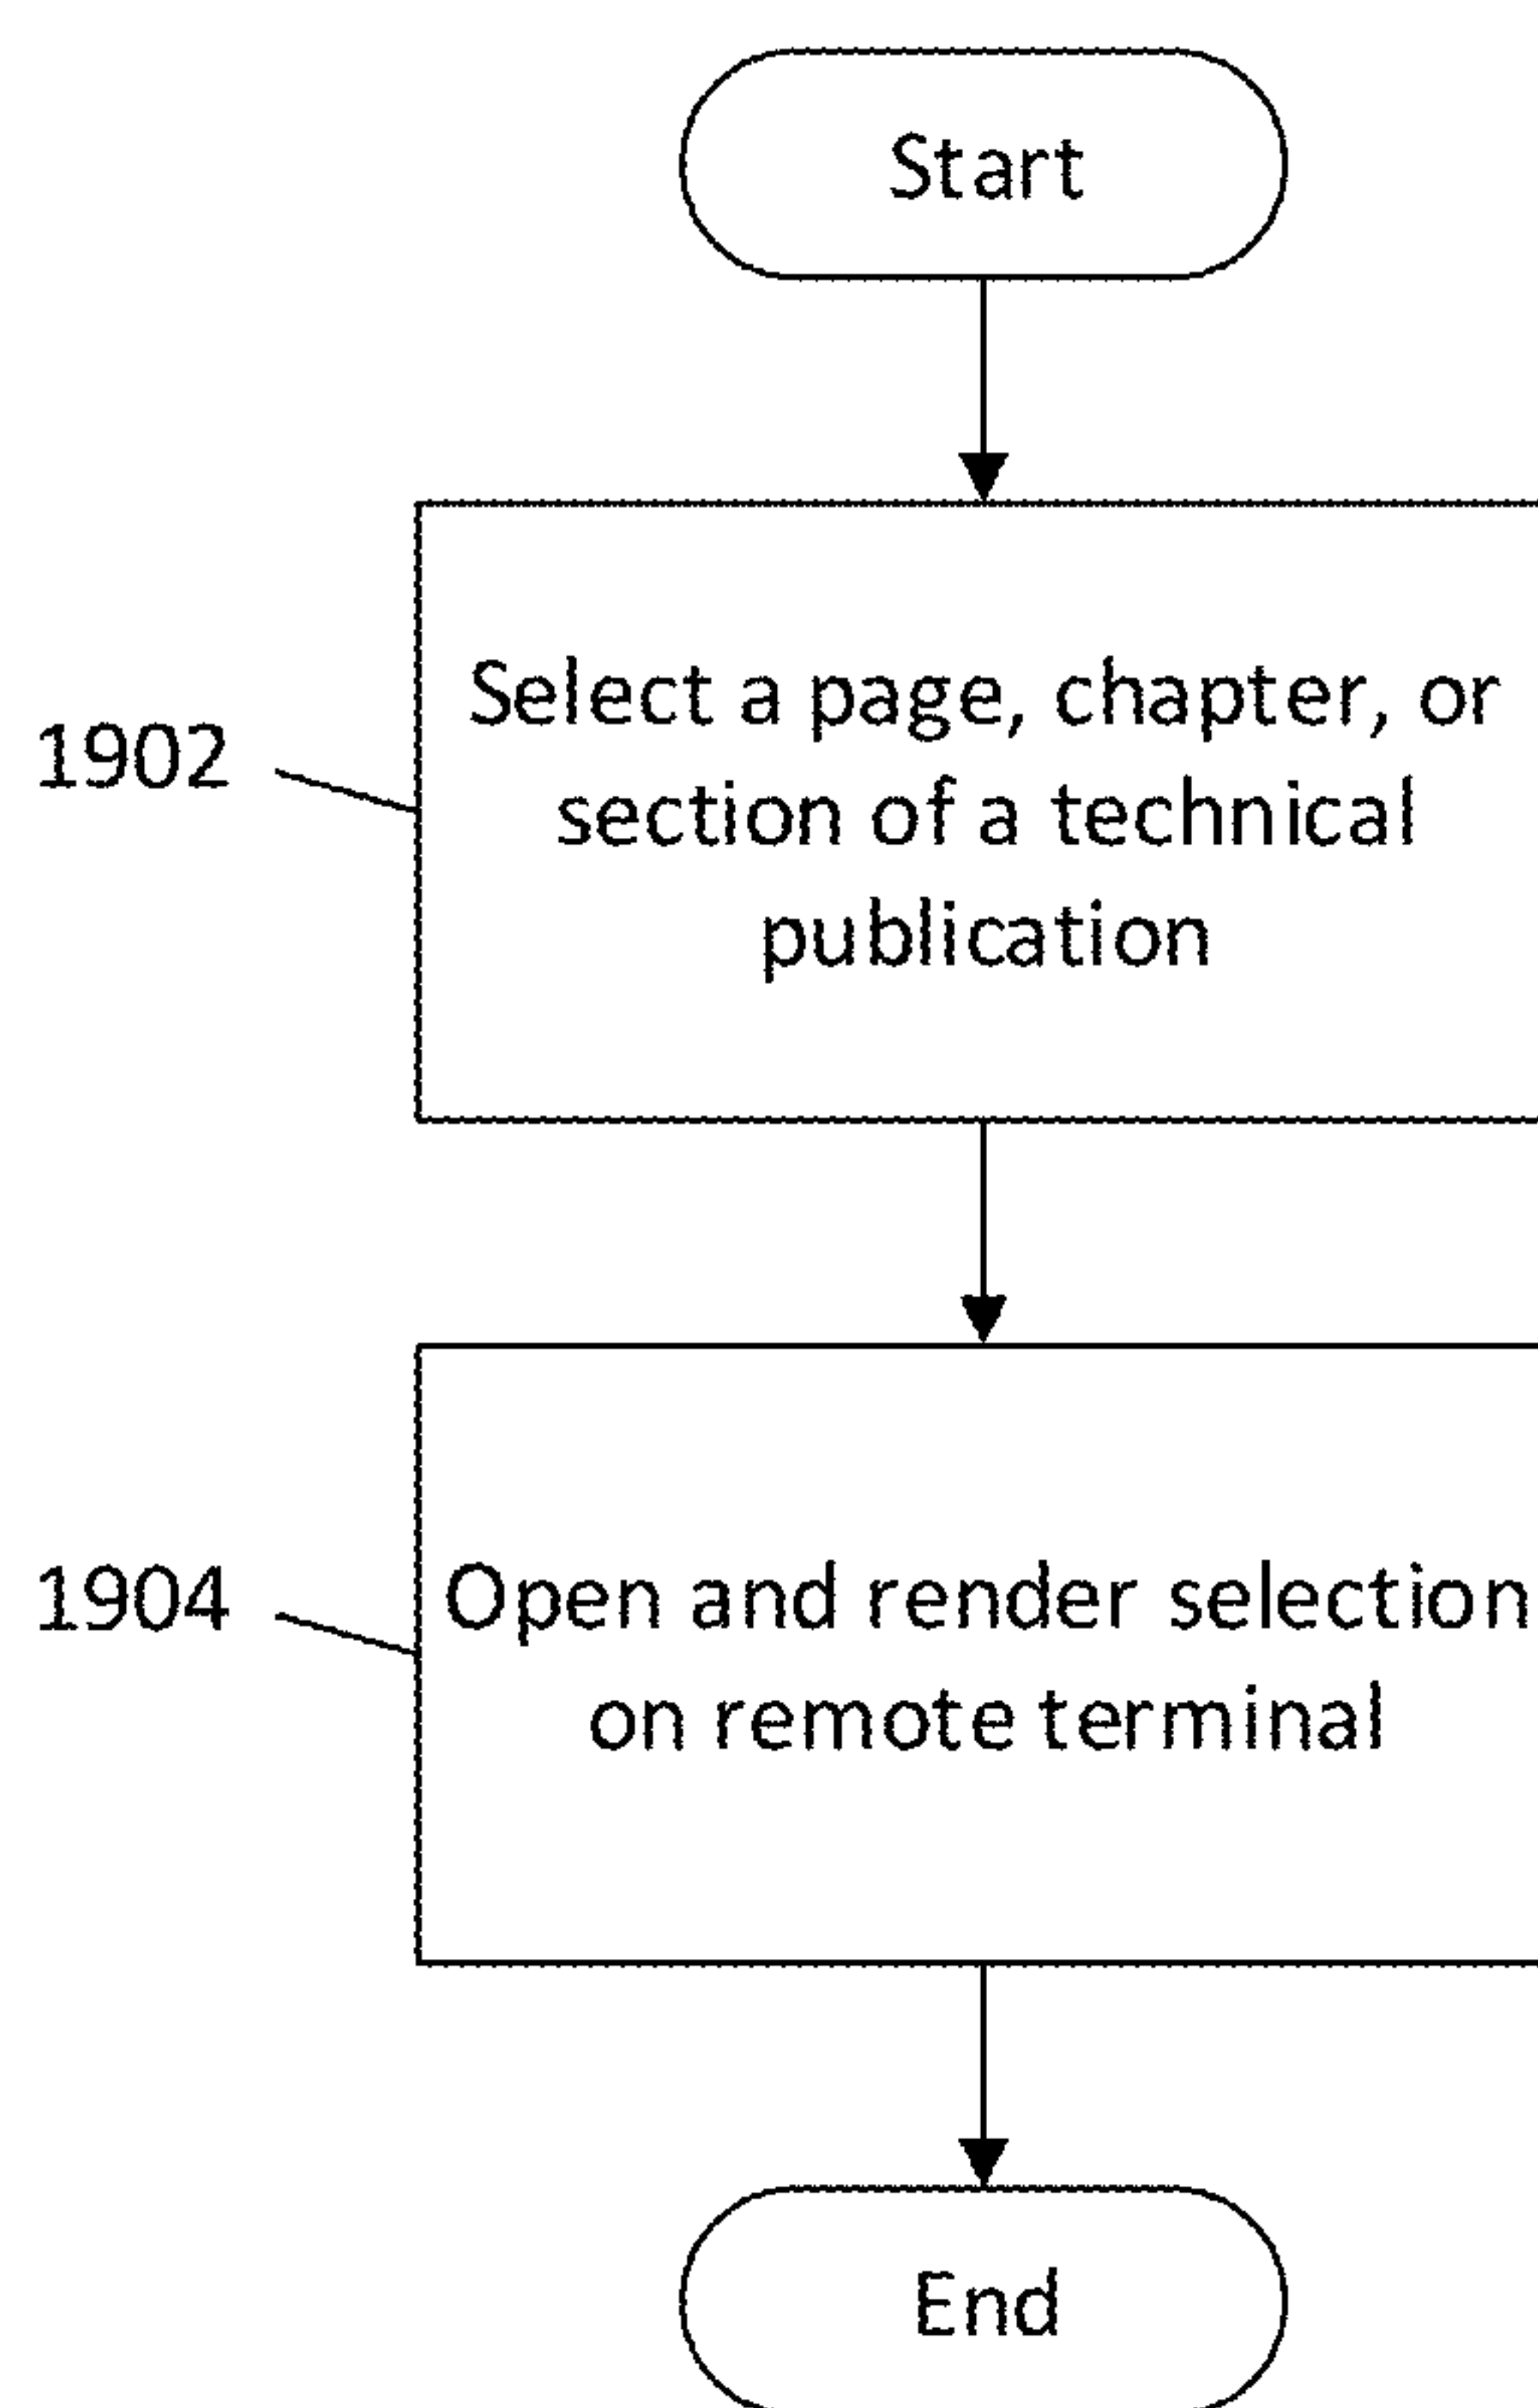 Start
1902
Select a page, chapter, or
section of a technical
publication
1904
Open and render selection
on remote terminal
End